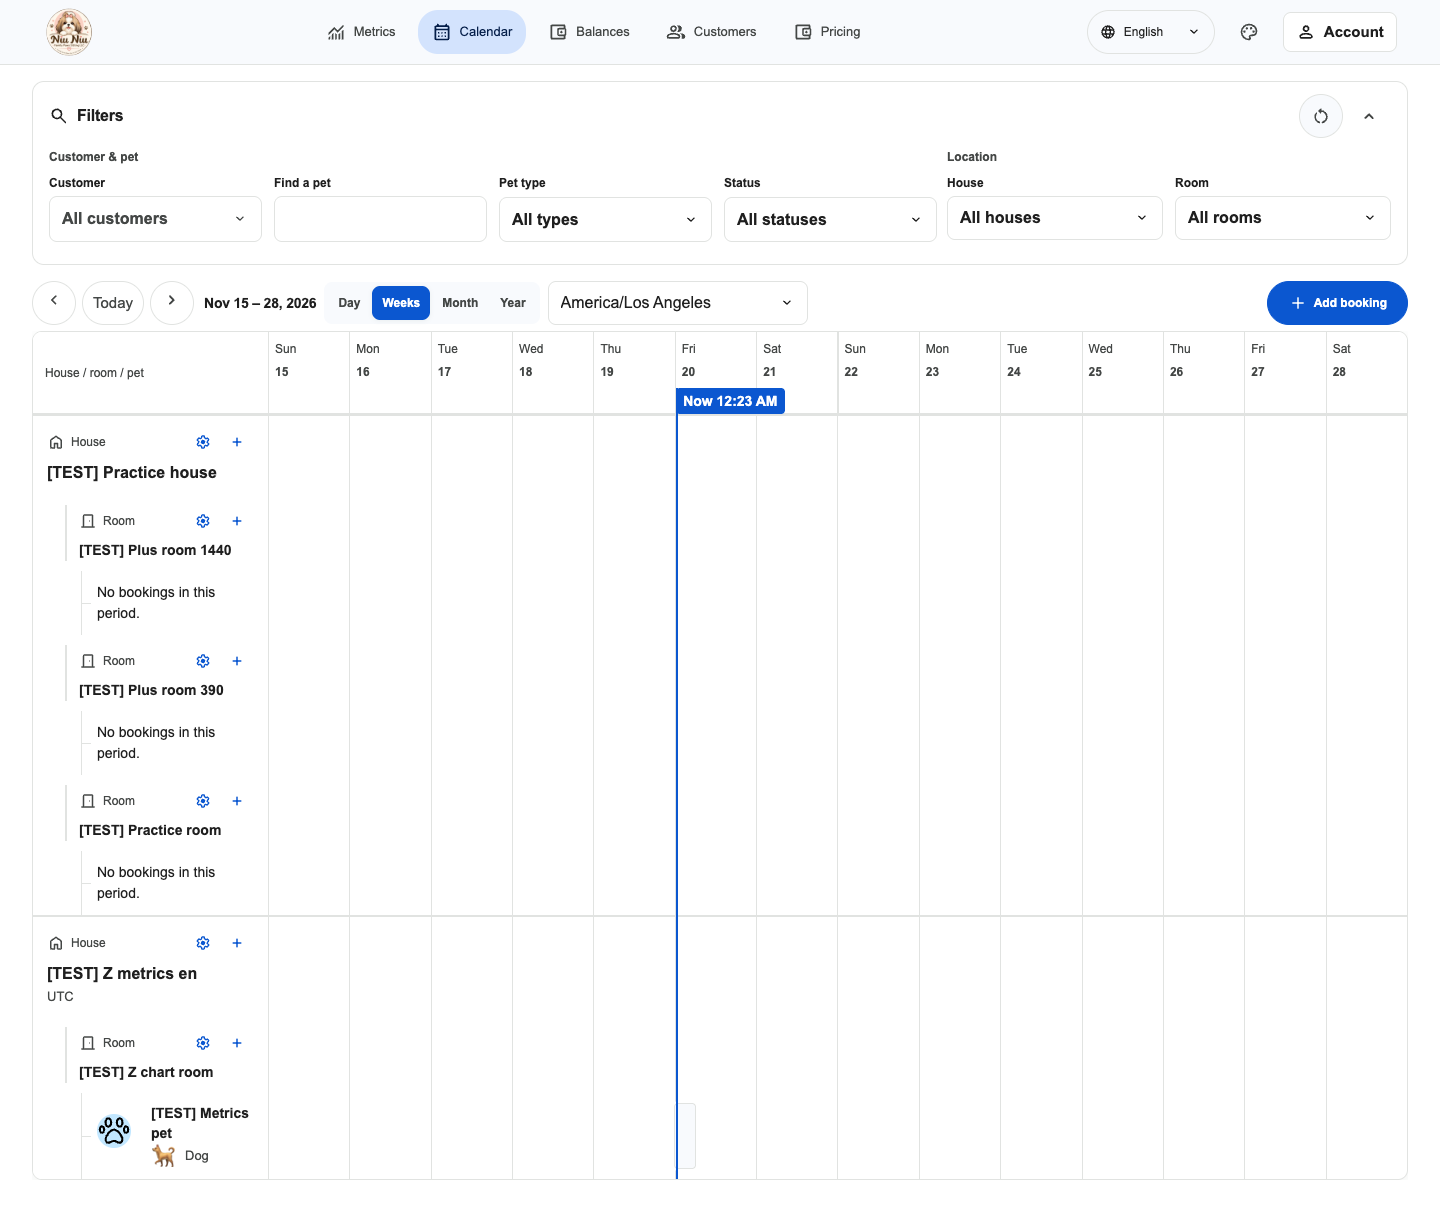 Niu Niu
Metrics
Calendar
Balances
Customers
Pricing
English
Account
Filters
Customer & pet
Location
Customer
Find a pet
Pet type
Status
House
Room
All customers
All types
All statuses
All houses
All rooms
Today
Nov 15 – 28, 2026
Day
Weeks
Month
Year
America/Los Angeles
Add booking
House / room / pet
Sun 15
Mon 16
Tue 17
Wed 18
Thu 19
Fri 20
Sat 21
Sun 22
Mon 23
Tue 24
Wed 25
Thu 26
Fri 27
Sat 28
Now 12:23 AM
House
[TEST] Practice house
Room
[TEST] Plus room 1440
No bookings in this
period.
Room
[TEST] Plus room 390
No bookings in this
period.
Room
[TEST] Practice room
No bookings in this
period.
House
[TEST] Z metrics en
UTC
Room
[TEST] Z chart room
[TEST] Metrics
pet
Dog